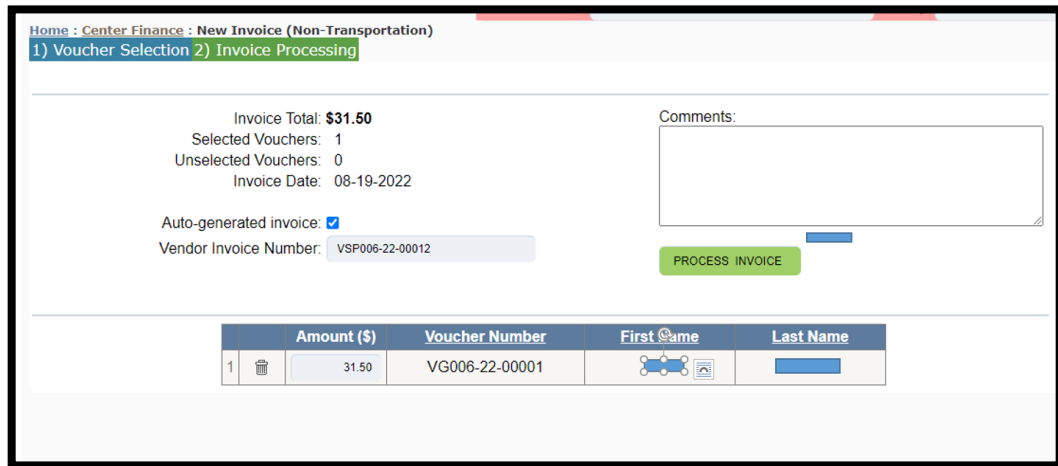 Home : Center Finance : New Invoice (Non-Transportation)
1) Voucher Selection 2) Invoice Processing
Invoice Total: $31.50
Selected Vouchers: 1
Unselected Vouchers: 0
Invoice Date: 08-19-2022
Auto-generated invoice:
Vendor Invoice Number: VSP006-22-00012
Comments:
PROCESS INVOICE
Amount ($) Voucher Number First Name Last Name
1 31.50 VG006-22-00001